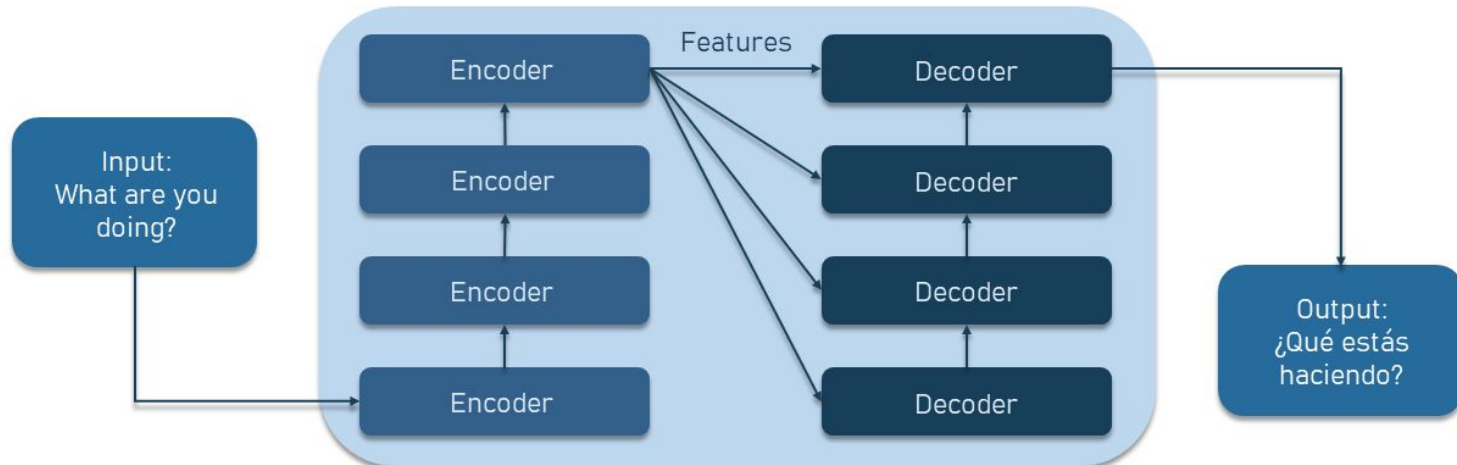 Features
Encoder
Decoder
Input:
What are you
doing?
Encoder
Decoder
Encoder
Decoder
Output:
¿Qué estás
haciendo?
Encoder
Decoder